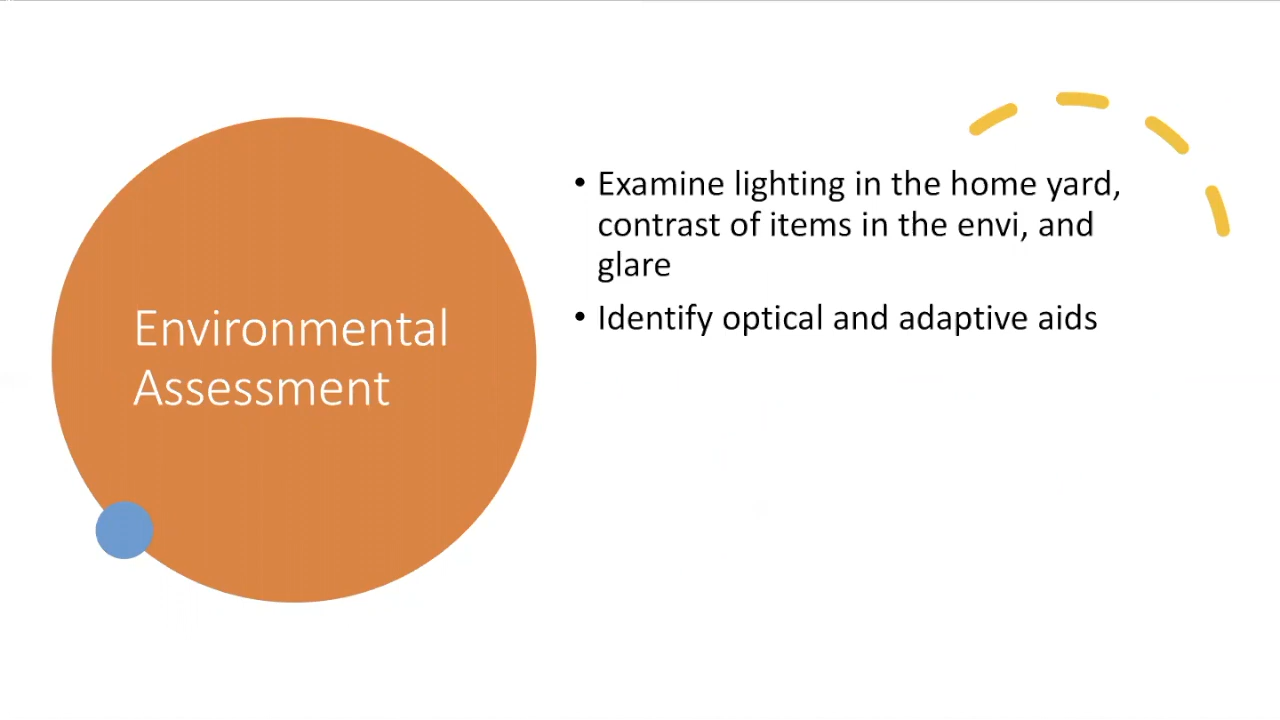 Environmental
Assessment
• Examine lighting in the home yard,
contrast of items in the envi, and
glare
• Identify optical and adaptive aids